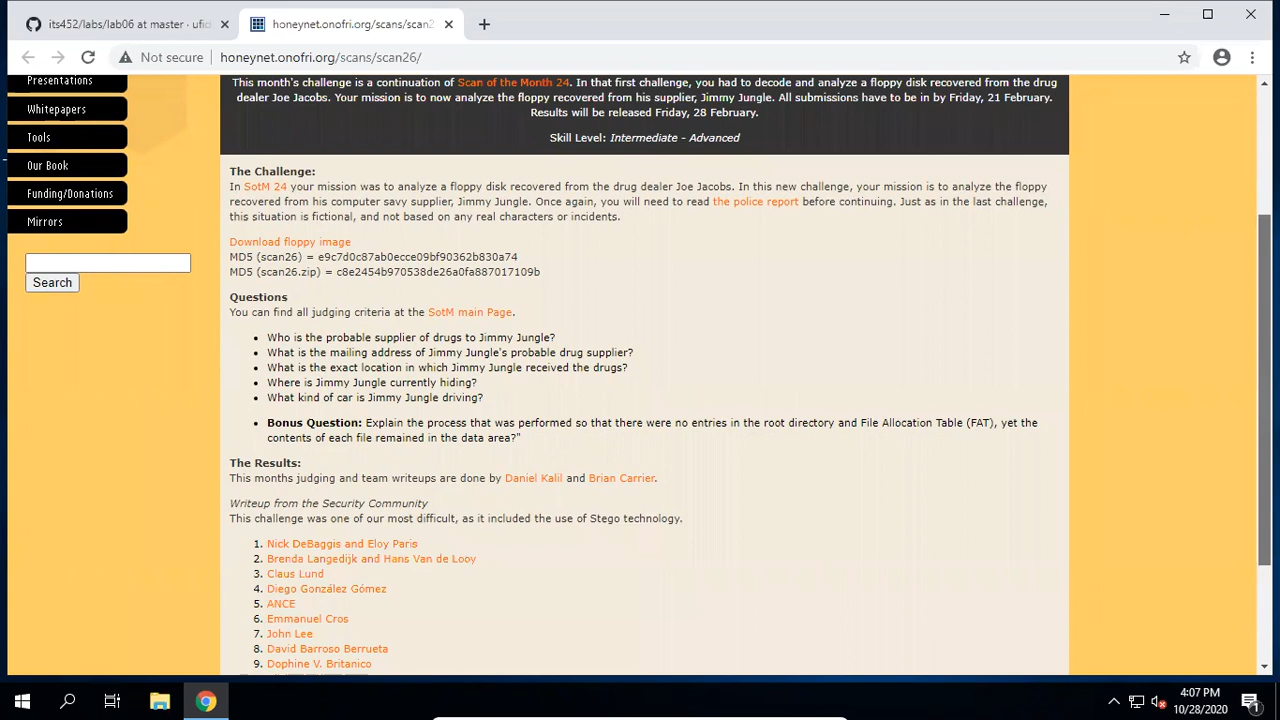 its452/labs/lab06 at master · ufid
honeynet.onofri.org/scans/scan2
Not secure
honeynet.onofri.org/scans/scan26/
Presentations
Whitepapers
Tools
Our Book
Funding/Donations
Mirrors
Search
This month's challenge is a continuation of Scan of the Month 24. In that first challenge, you had to decode and analyze a floppy disk recovered from the drug
dealer Joe Jacobs. Your mission is to now analyze the floppy recovered from his supplier, Jimmy Jungle. All submissions have to be in by Friday, 21 February.
Results will be released Friday, 28 February.
Skill Level: Intermediate - Advanced
The Challenge:
In SotM 24 your mission was to analyze a floppy disk recovered from the drug dealer Joe Jacobs. In this new challenge, your mission is to analyze the floppy
recovered from his computer savy supplier, Jimmy Jungle. Once again, you will need to read the police report before continuing. Just as in the last challenge,
this situation is fictional, and not based on any real characters or incidents.
Download floppy image
MD5 (scan26) = e9c7d0c87ab0ecce09bf90362b830a74
MD5 (scan26.zip) = c8e2454b970538de26a0fa887017109b
Questions
You can find all judging criteria at the SotM main Page.
• Who is the probable supplier of drugs to Jimmy Jungle?
• What is the mailing address of Jimmy Jungle's probable drug supplier?
• What is the exact location in which Jimmy Jungle received the drugs?
• Where is Jimmy Jungle currently hiding?
• What kind of car is Jimmy Jungle driving?
• Bonus Question: Explain the process that was performed so that there were no entries in the root directory and File Allocation Table (FAT), yet the
contents of each file remained in the data area?"
The Results:
This months judging and team writeups are done by Daniel Kalil and Brian Carrier.
Writeup from the Security Community
This challenge was one of our most difficult, as it included the use of Stego technology.
1. Nick DeBaggis and Eloy Paris
2. Brenda Langedijk and Hans Van de Looy
3. Claus Lund
4. Diego González Gómez
5. ANCE
6. Emmanuel Cros
7. John Lee
8. David Barroso Berrueta
9. Dophine V. Britanico
4:07 PM
10/28/2020
1